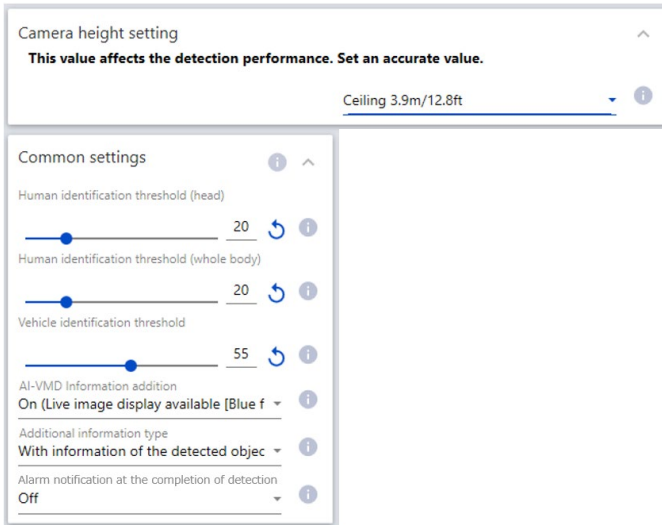 Camera height setting
This value affects the detection performance. Set an accurate value.
Ceiling 3.9m/12.8ft
Common settings
Human identification threshold (head)
20
Human identification threshold (whole body)
20
Vehicle identification threshold
55
AI-VMD Information addition
On (Live image display available [Blue f
Additional information type
With information of the detected objec
Alarm notification at the completion of detection
Off